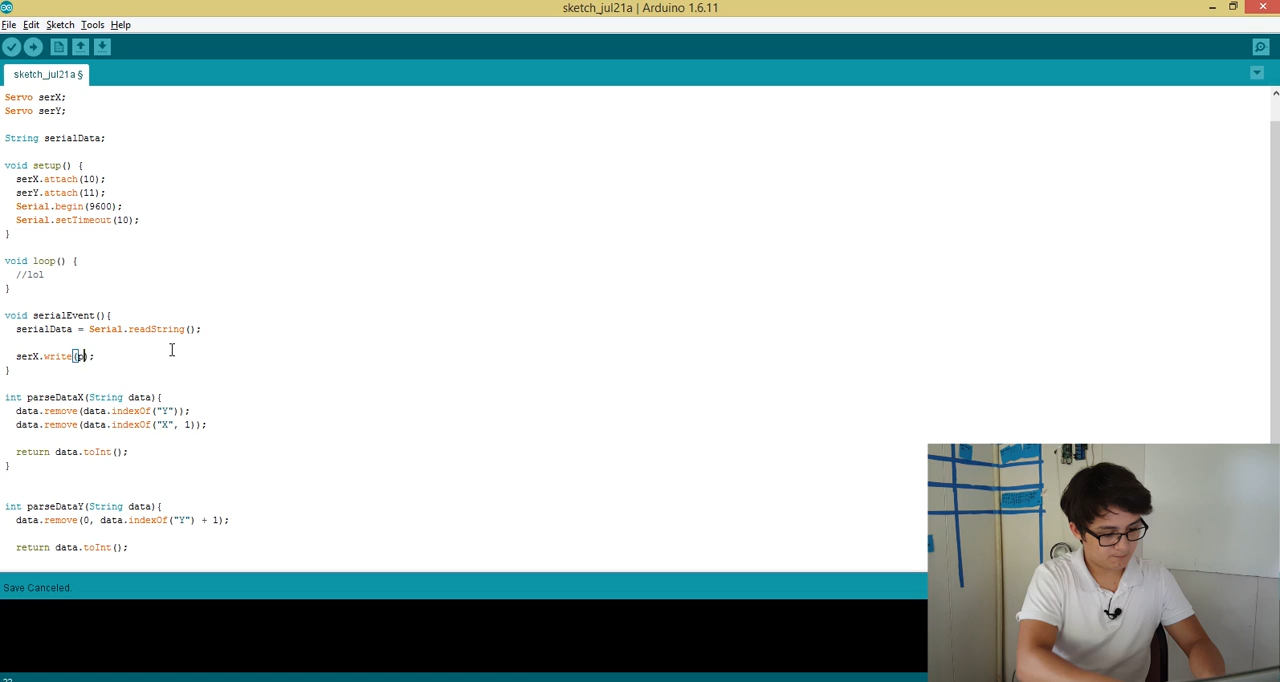 sketch_jul21a | Arduino 1.6.11
File Edit Sketch Tools Help
sketch_jul21a §
Servo serX;
Servo serY;
String serialData;
void setup() {
serX.attach(10);
serY.attach(11);
Serial.begin(9600);
Serial.setTimeout(10);
}
void loop() {
//lol
}
void serialEvent(){
serialData = Serial.readString();
serX.write(p);
}
int parseDataX(String data){
data.remove(data.indexOf("Y"));
data.remove(data.indexOf("X", 1));
return data.toInt();
}
int parseDataY(String data){
data.remove(0, data.indexOf("Y") + 1);
return data.toInt();
Save Canceled.